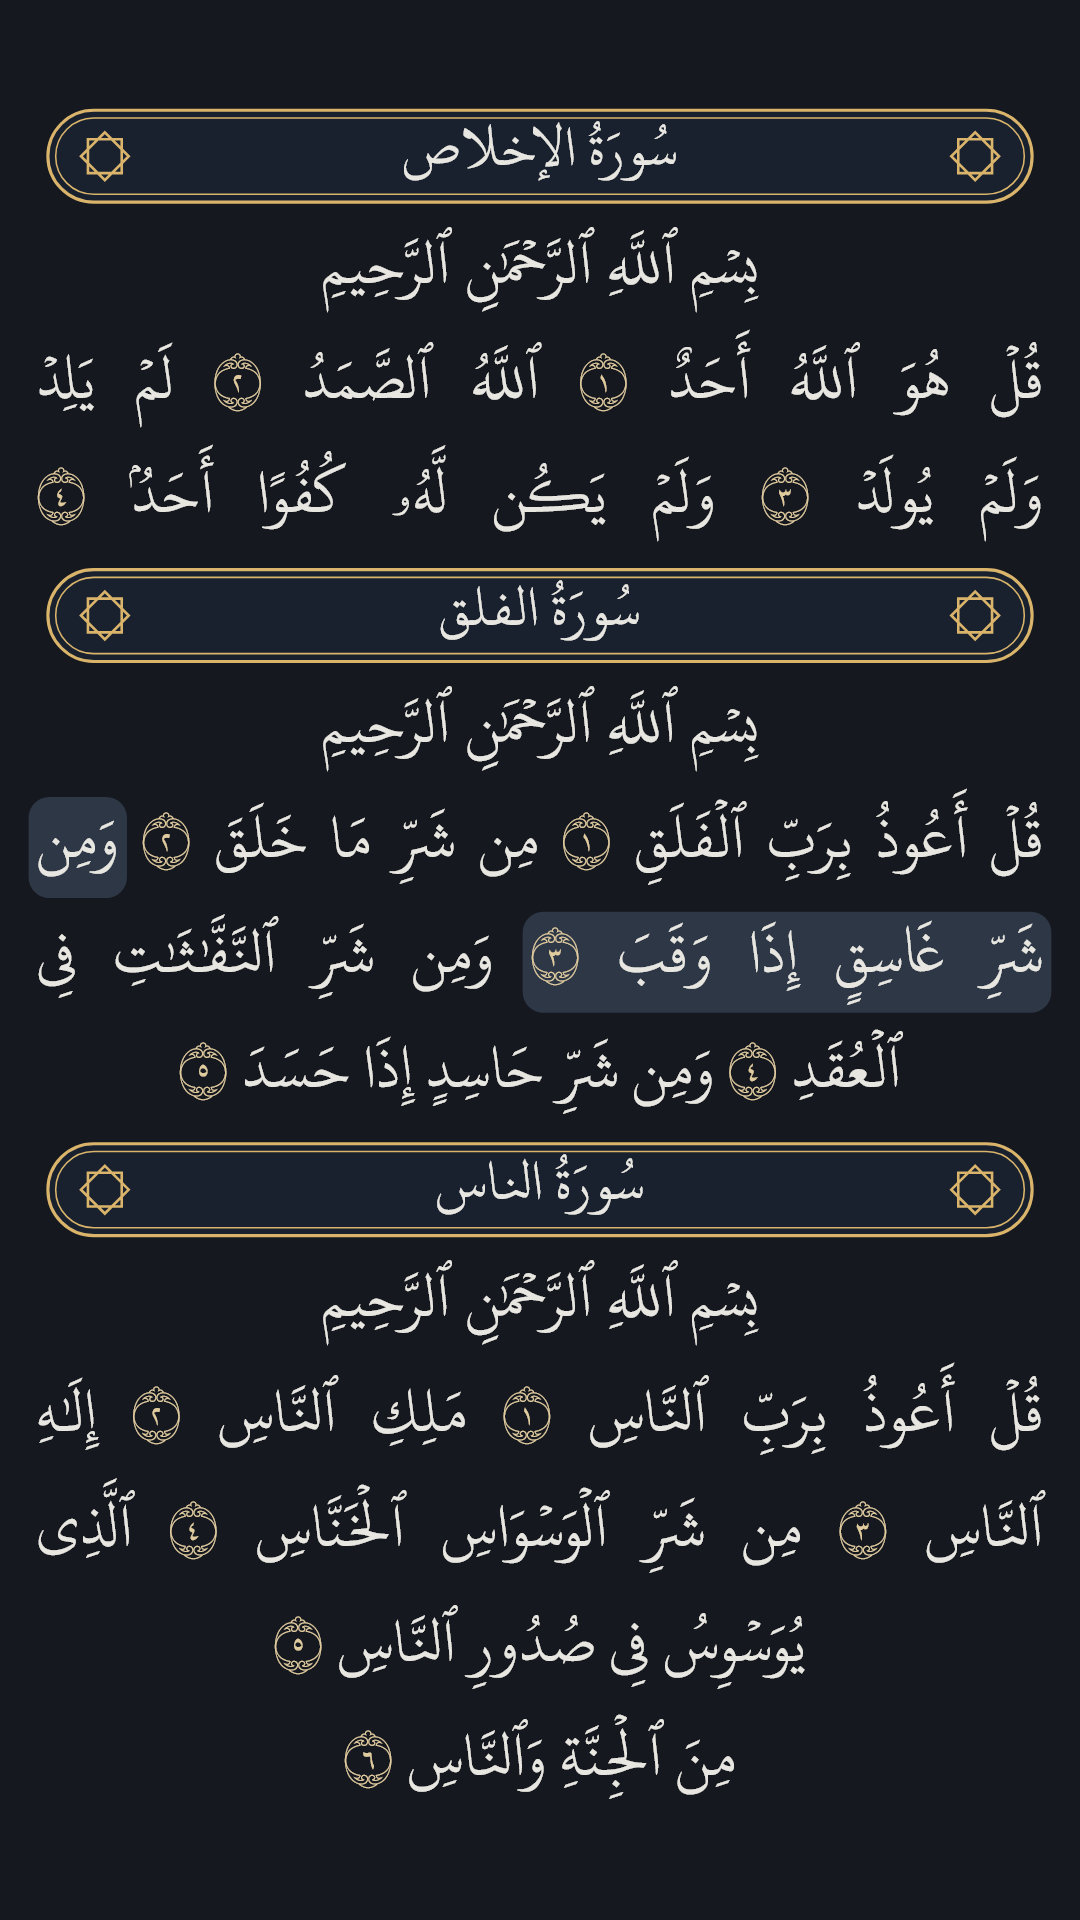 سُورَةُ الإخلاص
بِسۡمِ ٱللَّهِ ٱلرَّحۡمَٰنِ ٱلرَّحِيمِ
قُلۡ هُوَ ٱللَّهُ أَحَدٌ ١ ٱللَّهُ ٱلصَّمَدُ ٢ لَمۡ يَلِدۡ
وَلَمۡ يُولَدۡ ٣ وَلَمۡ يَكُن لَّهُۥ كُفُوًا أَحَدُۢ ٤
سُورَةُ الفلق
بِسۡمِ ٱللَّهِ ٱلرَّحۡمَٰنِ ٱلرَّحِيمِ
قُلۡ أَعُوذُ بِرَبِّ ٱلۡفَلَقِ ١ مِن شَرِّ مَا خَلَقَ ٢ وَمِن
شَرِّ غَاسِقٍ إِذَا وَقَبَ ٣ وَمِن شَرِّ ٱلنَّفَّٰثَٰتِ فِى
ٱلۡعُقَدِ ٤ وَمِن شَرِّ حَاسِدٍ إِذَا حَسَدَ ٥
سُورَةُ الناس
بِسۡمِ ٱللَّهِ ٱلرَّحۡمَٰنِ ٱلرَّحِيمِ
قُلۡ أَعُوذُ بِرَبِّ ٱلنَّاسِ ١ مَلِكِ ٱلنَّاسِ ٢ إِلَٰهِ
ٱلنَّاسِ ٣ مِن شَرِّ ٱلۡوَسۡوَاسِ ٱلۡخَنَّاسِ ٤ ٱلَّذِى
يُوَسۡوِسُ فِى صُدُورِ ٱلنَّاسِ ٥
مِنَ ٱلۡجِنَّةِ وَٱلنَّاسِ ٦